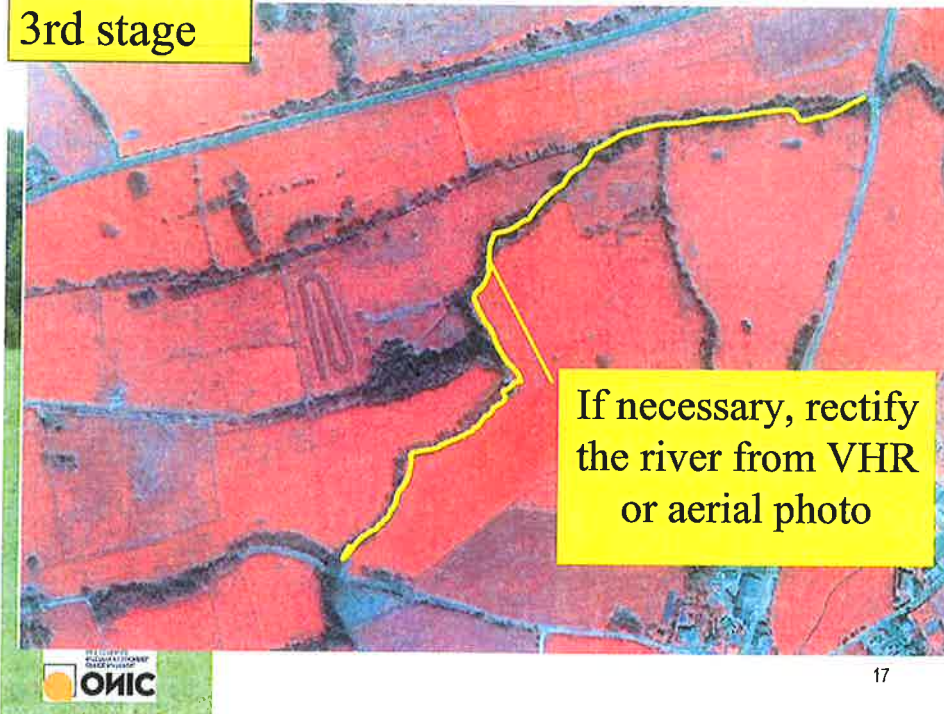 3rd stage
If necessary, rectify
the river from VHR
or aerial photo
ONIC
17